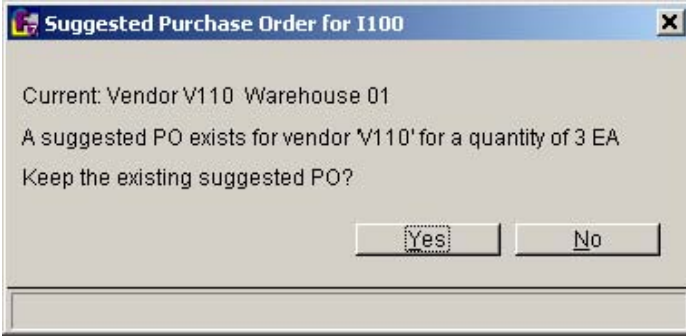 Suggested Purchase Order for I100
Current: Vendor V110 Warehouse 01
A suggested PO exists for vendor 'V110' for a quantity of 3 EA
Keep the existing suggested PO?
Yes No